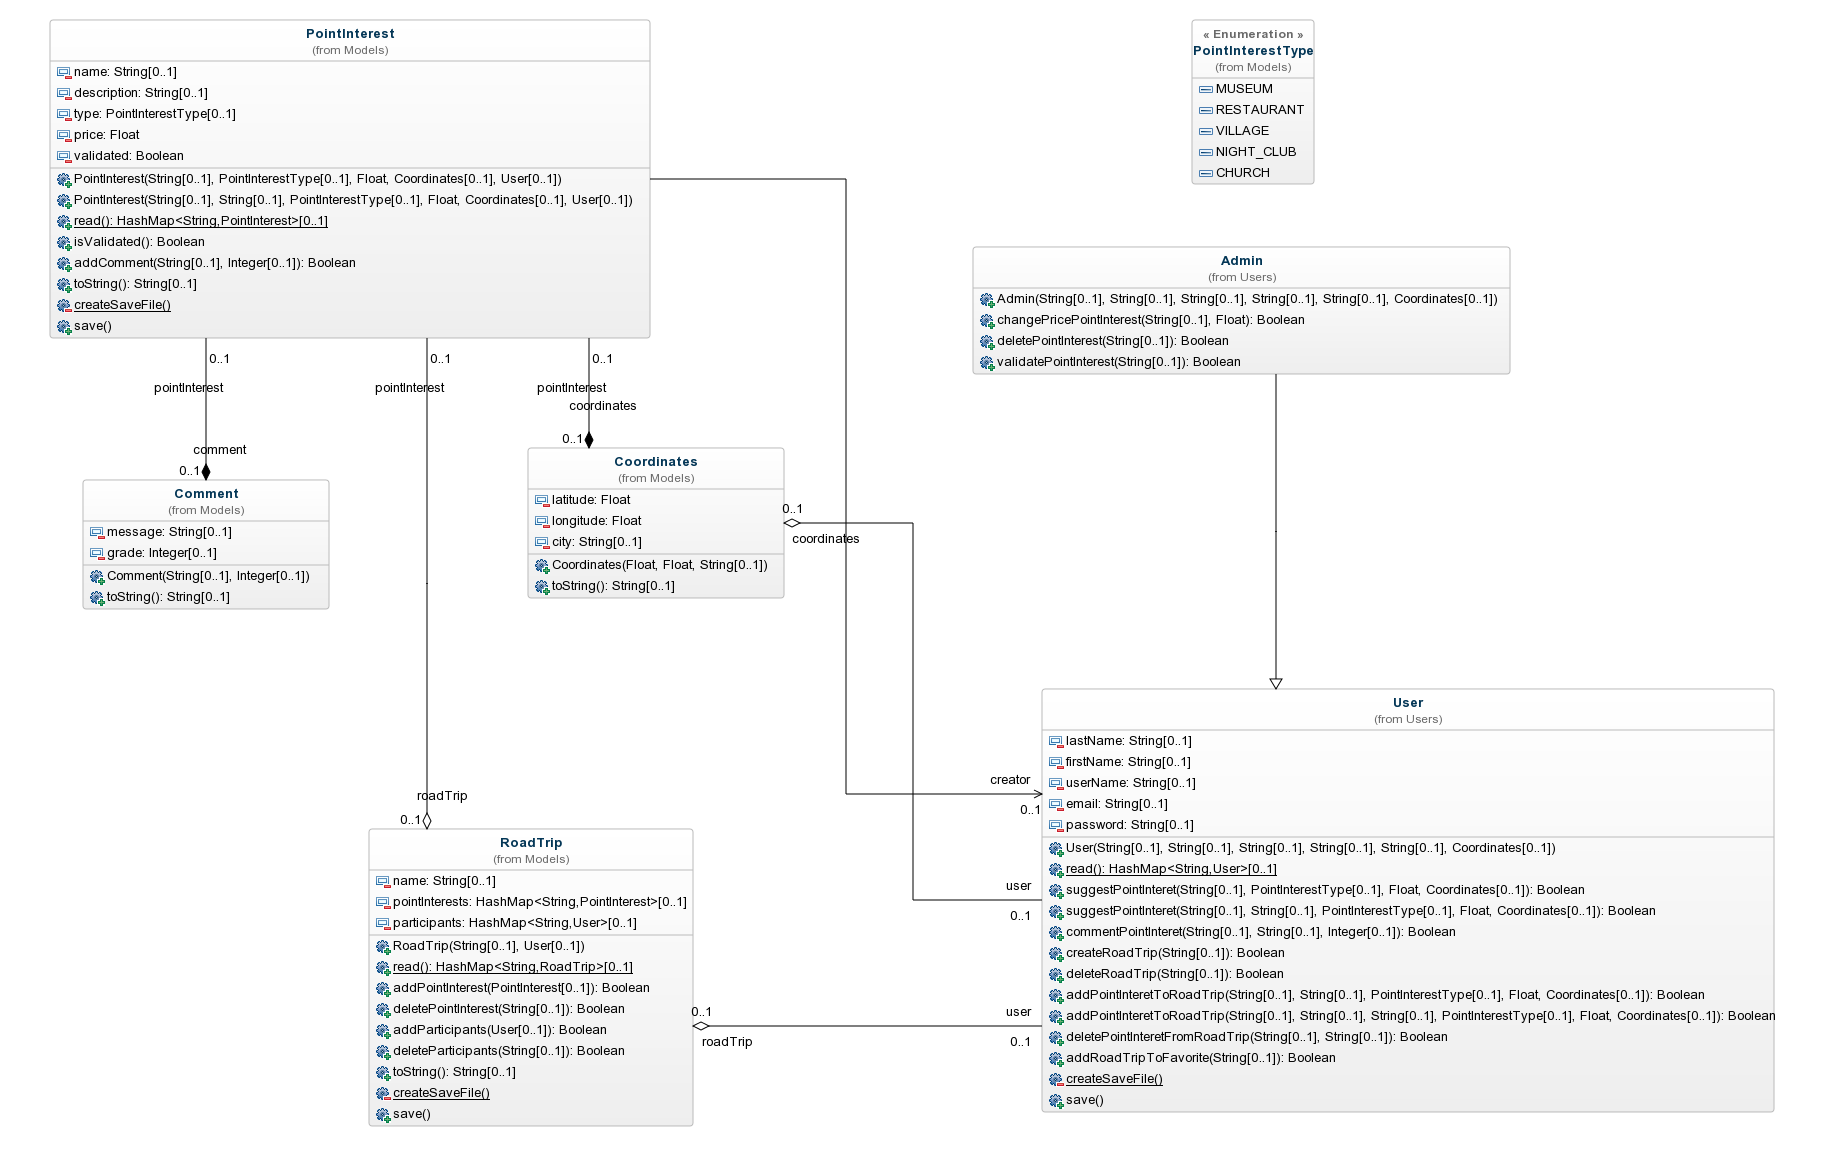 PointInterest
(from Models)
name: String[0..1]
description: String[0..1]
type: PointInterestType[0..1]
price: Float
validated: Boolean
PointInterest(String[0..1], PointInterestType[0..1], Float, Coordinates[0..1], User[0..1])
PointInterest(String[0..1], String[0..1], PointInterestType[0..1], Float, Coordinates[0..1], User[0..1])
read(): HashMap<String,PointInterest>[0..1]
isValidated(): Boolean
addComment(String[0..1], Integer[0..1]): Boolean
toString(): String[0..1]
createSaveFile()
save()
« Enumeration »
PointInterestType
(from Models)
MUSEUM
RESTAURANT
VILLAGE
NIGHT_CLUB
CHURCH
Admin
(from Users)
Admin(String[0..1], String[0..1], String[0..1], String[0..1], String[0..1], Coordinates[0..1])
changePricePointInterest(String[0..1], Float): Boolean
deletePointInterest(String[0..1]): Boolean
validatePointInterest(String[0..1]): Boolean
0..1
pointInterest
comment
0..1
0..1
pointInterest
roadTrip
0..1
0..1
pointInterest
coordinates
0..1
Comment
(from Models)
message: String[0..1]
grade: Integer[0..1]
Comment(String[0..1], Integer[0..1])
toString(): String[0..1]
Coordinates
(from Models)
latitude: Float
longitude: Float
city: String[0..1]
Coordinates(Float, Float, String[0..1])
toString(): String[0..1]
0..1
coordinates
creator
0..1
user
0..1
User
(from Users)
lastName: String[0..1]
firstName: String[0..1]
userName: String[0..1]
email: String[0..1]
password: String[0..1]
User(String[0..1], String[0..1], String[0..1], String[0..1], String[0..1], Coordinates[0..1])
read(): HashMap<String,User>[0..1]
suggestPointInteret(String[0..1], PointInterestType[0..1], Float, Coordinates[0..1]): Boolean
suggestPointInteret(String[0..1], String[0..1], PointInterestType[0..1], Float, Coordinates[0..1]): Boolean
commentPointInteret(String[0..1], String[0..1], Integer[0..1]): Boolean
createRoadTrip(String[0..1]): Boolean
deleteRoadTrip(String[0..1]): Boolean
addPointInteretToRoadTrip(String[0..1], String[0..1], PointInterestType[0..1], Float, Coordinates[0..1]): Boolean
addPointInteretToRoadTrip(String[0..1], String[0..1], String[0..1], PointInterestType[0..1], Float, Coordinates[0..1]): Boolean
deletePointInteretFromRoadTrip(String[0..1], String[0..1]): Boolean
addRoadTripToFavorite(String[0..1]): Boolean
createSaveFile()
save()
RoadTrip
(from Models)
name: String[0..1]
pointInterests: HashMap<String,PointInterest>[0..1]
participants: HashMap<String,User>[0..1]
RoadTrip(String[0..1], User[0..1])
read(): HashMap<String,RoadTrip>[0..1]
addPointInterest(PointInterest[0..1]): Boolean
deletePointInterest(String[0..1]): Boolean
addParticipants(User[0..1]): Boolean
deleteParticipants(String[0..1]): Boolean
toString(): String[0..1]
createSaveFile()
save()
0..1
roadTrip
user
0..1